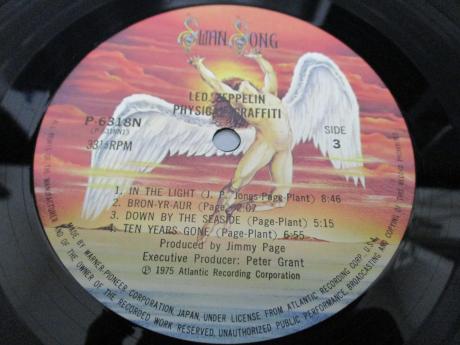 SWAN SONG
LED ZEPPELIN
PHYSICAL GRAFFITI
P-6318N
33⅓RPM
SIDE
3
1. IN THE LIGHT (J. P. Jones-Page-Plant) 8:46
2. BRON-YR-AUR (Page) 2:07
3. DOWN BY THE SEASIDE (Page-Plant) 5:15
4. TEN YEARS GONE (Page-Plant) 6:55
Produced by Jimmy Page
Executive Producer: Peter Grant
℗ 1975 Atlantic Recording Corporation
MADE BY WARNER-PIONEER CORPORATION, JAPAN, UNDER LICENSE FROM ATLANTIC RECORDING CORP. U.S.A.
OF THE RECORDED WORK RESERVED. UNAUTHORIZED PUBLIC PERFORMANCE, BROADCASTING AND COPYING